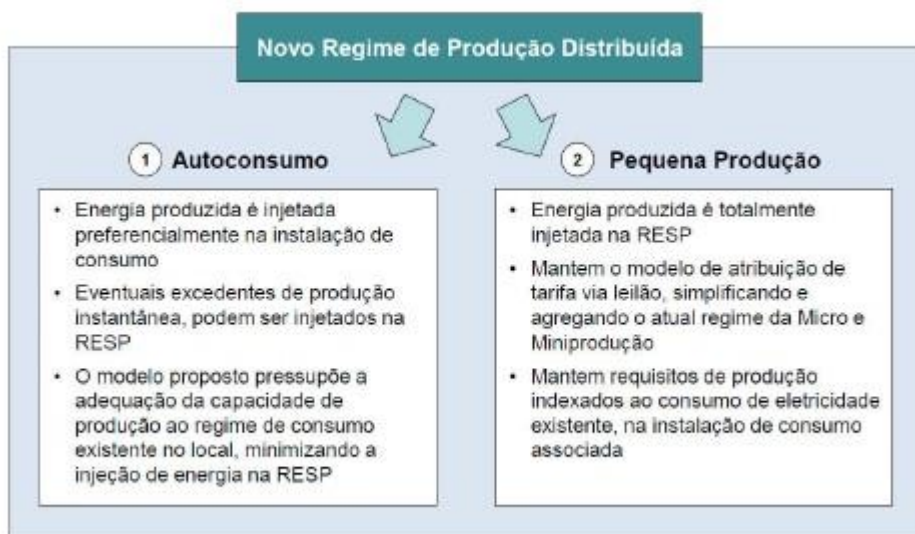 Novo Regime de Produção Distribuída
1 Autoconsumo
• Energia produzida é injetada
preferencialmente na instalação de
consumo
• Eventuais excedentes de produção
instantânea, podem ser injetados na
RESP
• O modelo proposto pressupõe a
adequação da capacidade de
produção ao regime de consumo
existente no local, minimizando a
injeção de energia na RESP
2 Pequena Produção
• Energia produzida é totalmente
injetada na RESP
• Mantem o modelo de atribuição de
tarifa via leilão, simplificando e
agregando o atual regime da Micro e
Miniprodução
• Mantem requisitos de produção
indexados ao consumo de eletricidade
existente, na instalação de consumo
associada